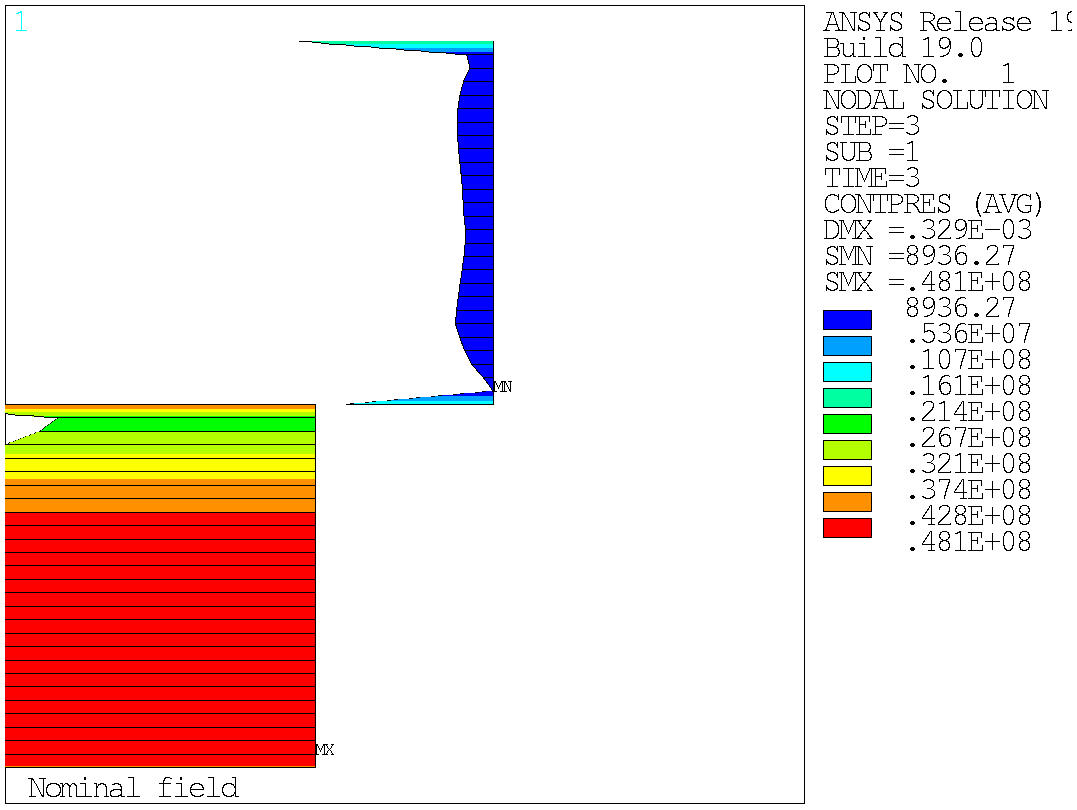 1
ANSYS Release 19
Build 19.0
PLOT NO.   1
NODAL SOLUTION
STEP=3
SUB =1
TIME=3
CONTPRES (AVG)
DMX =.329E-03
SMN =8936.27
SMX =.481E+08
8936.27
.536E+07
.107E+08
.161E+08
.214E+08
.267E+08
.321E+08
.374E+08
.428E+08
.481E+08
MN
MX
Nominal field